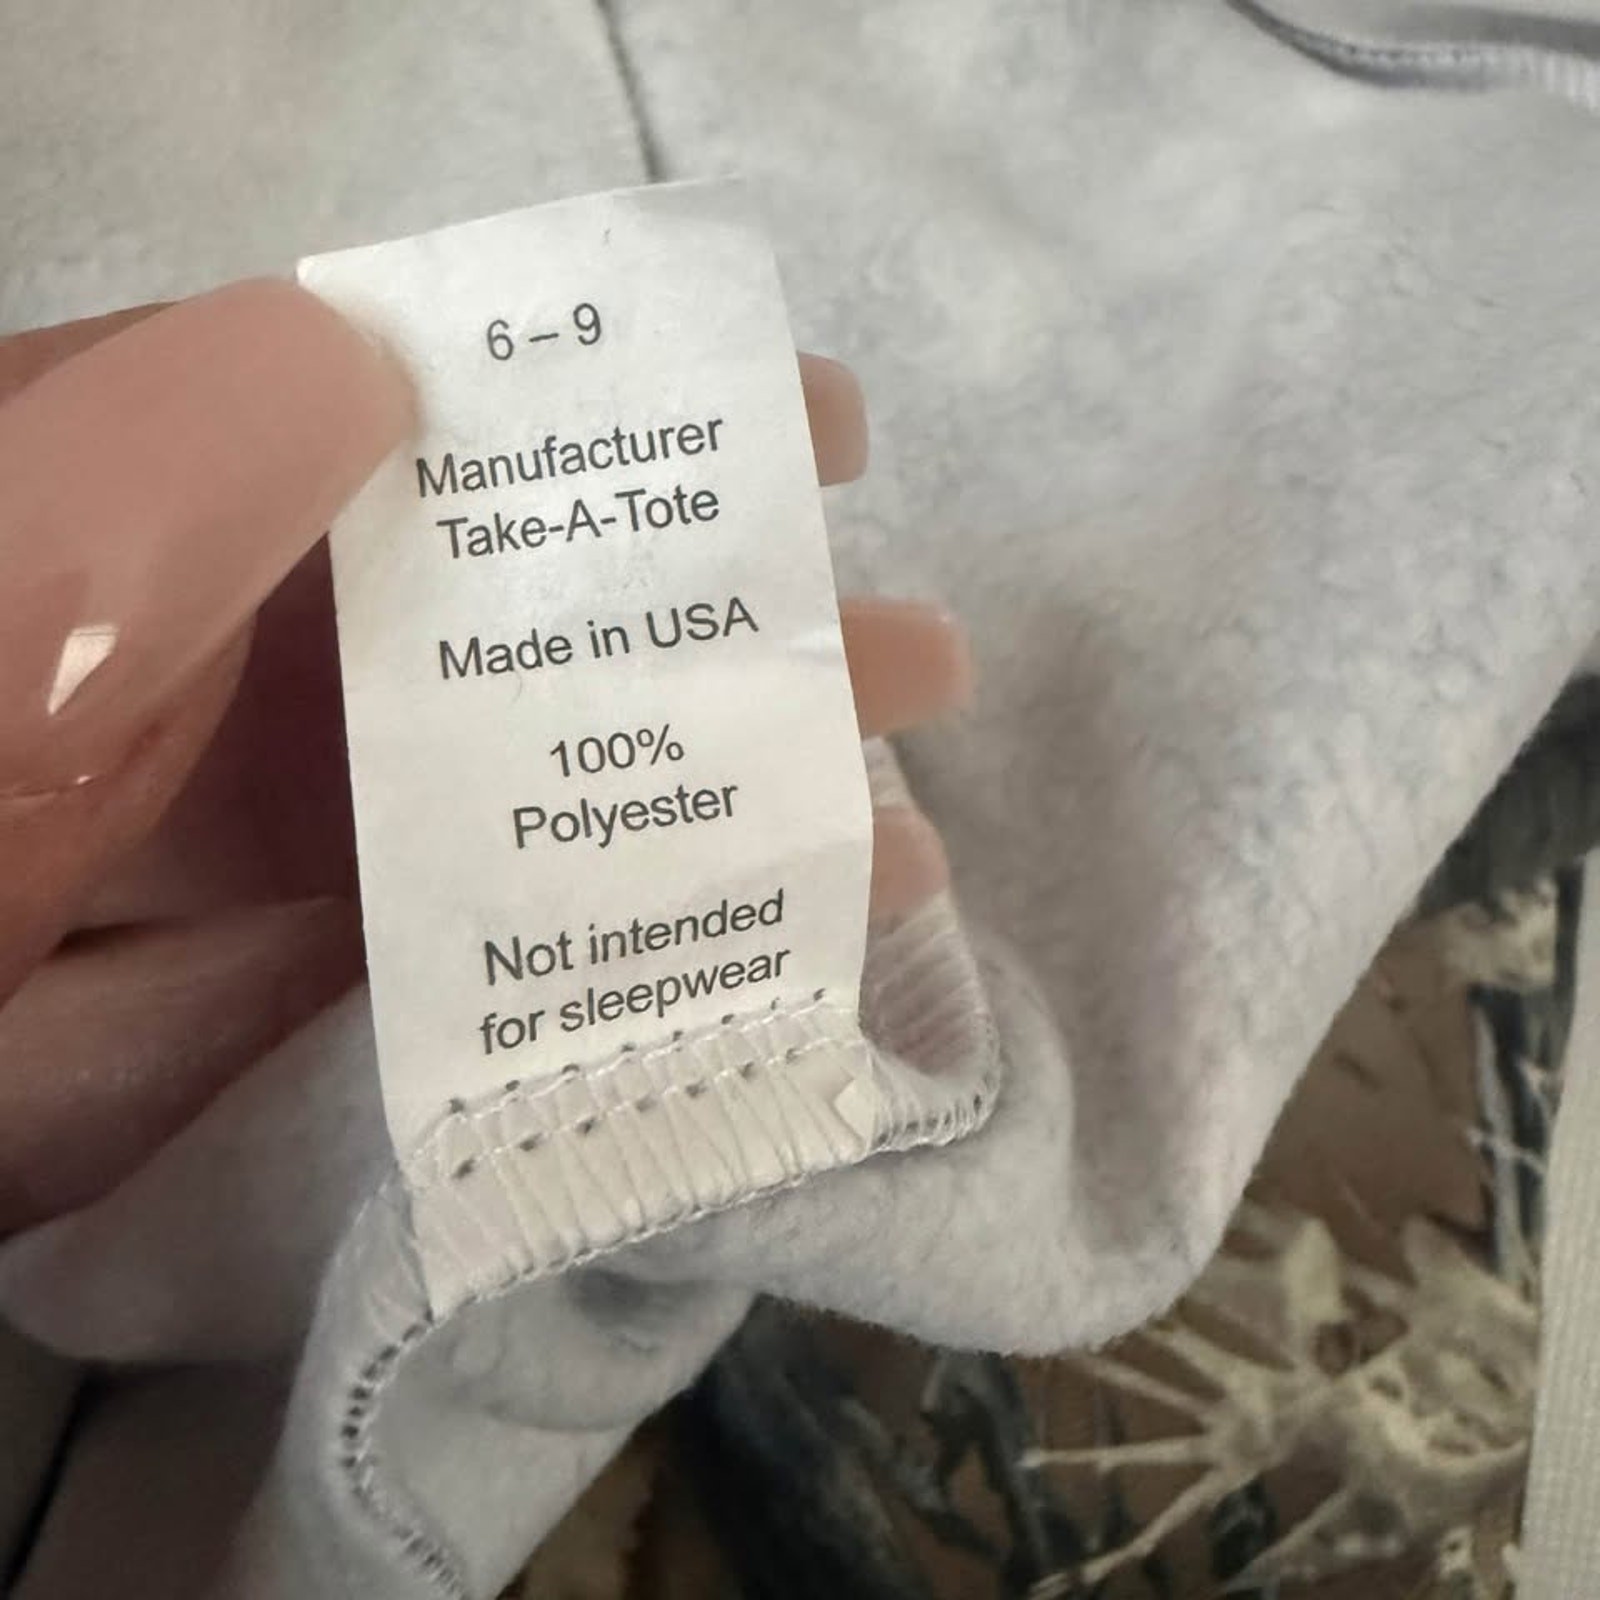 6 – 9
Manufacturer
Take-A-Tote
Made in USA
100%
Polyester
Not intended
for sleepwear